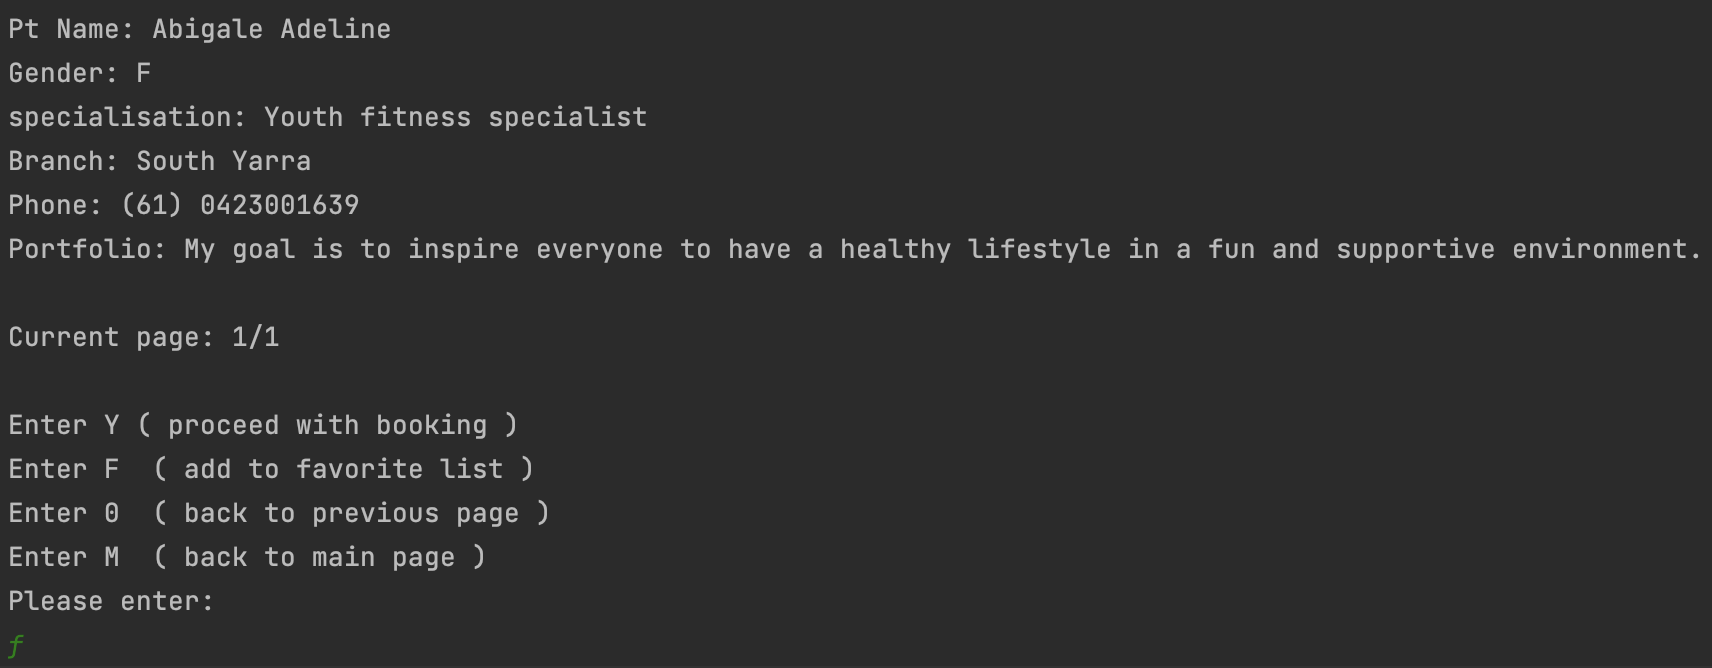 Pt Name: Abigale Adeline
Gender: F
specialisation: Youth fitness specialist
Branch: South Yarra
Phone: (61) 0423001639
Portfolio: My goal is to inspire everyone to have a healthy lifestyle in a fun and supportive environment.
Current page: 1/1
Enter Y ( proceed with booking )
Enter F  ( add to favorite list )
Enter 0  ( back to previous page )
Enter M  ( back to main page )
Please enter:
f